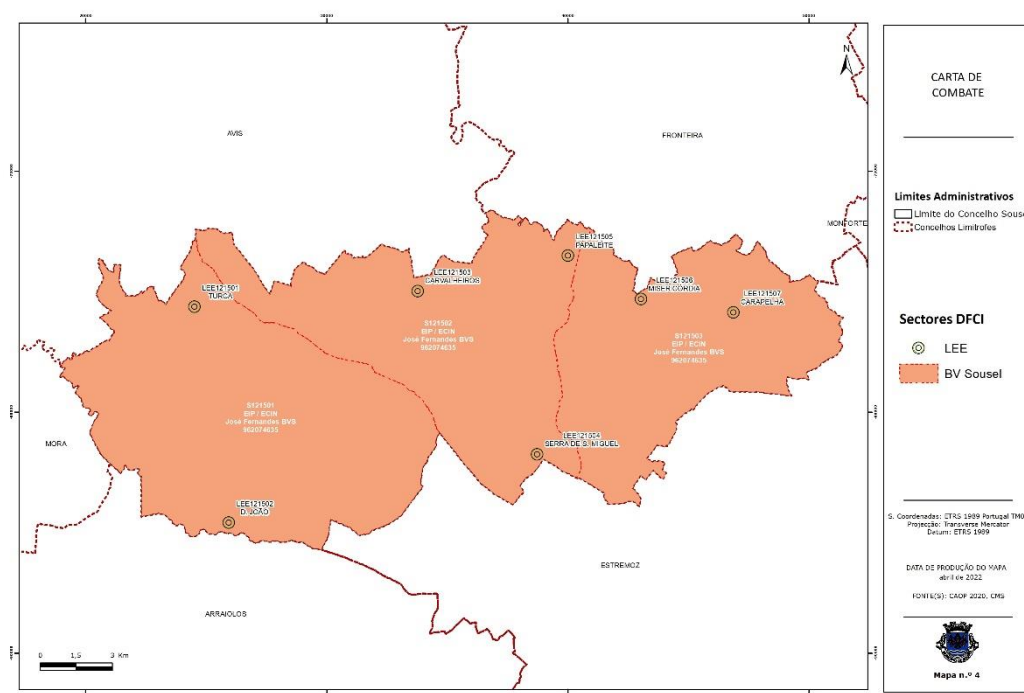 N
AVIS
FRONTEIRA
MONFORTE
LEE121505
PAPALEITE
LEE121501
TURCA
LEE121503
CARVALHEIROS
LEE121506
MISERICÓRDIA
LEE121507
CARAPELHA
S121502
EIP / ECIN
José Fernandes BVS
962074635
S121503
EIP / ECIN
José Fernandes BVS
962074635
S121501
EIP / ECIN
José Fernandes BVS
962074635
MORA
LEE121504
SERRA DE S. MIGUEL
LEE121502
D. JOÃO
ESTREMOZ
ARRAIOLOS
0 1,5 3 Km
CARTA DE
COMBATE
Limites Administrativos
Limite do Concelho Souse
Concelhos Limitrofes
Sectores DFCI
LEE
BV Sousel
S. Coordenadas: ETRS 1989 Portugal TM0
Projecção: Transverse Mercator
Datum: ETRS 1989
DATA DE PRODUÇÃO DO MAPA
abril de 2022
FONTE(S): CAOP 2020, CMS
Mapa n.º 4